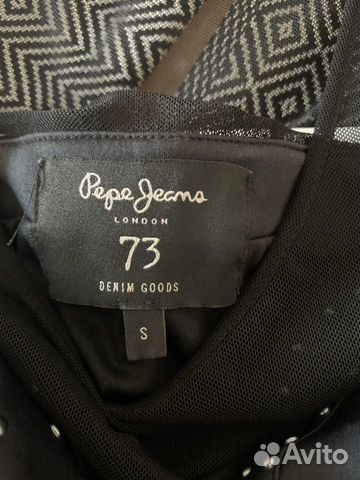 Pepe Jeans
LONDON
73
DENIM GOODS
S
Avito